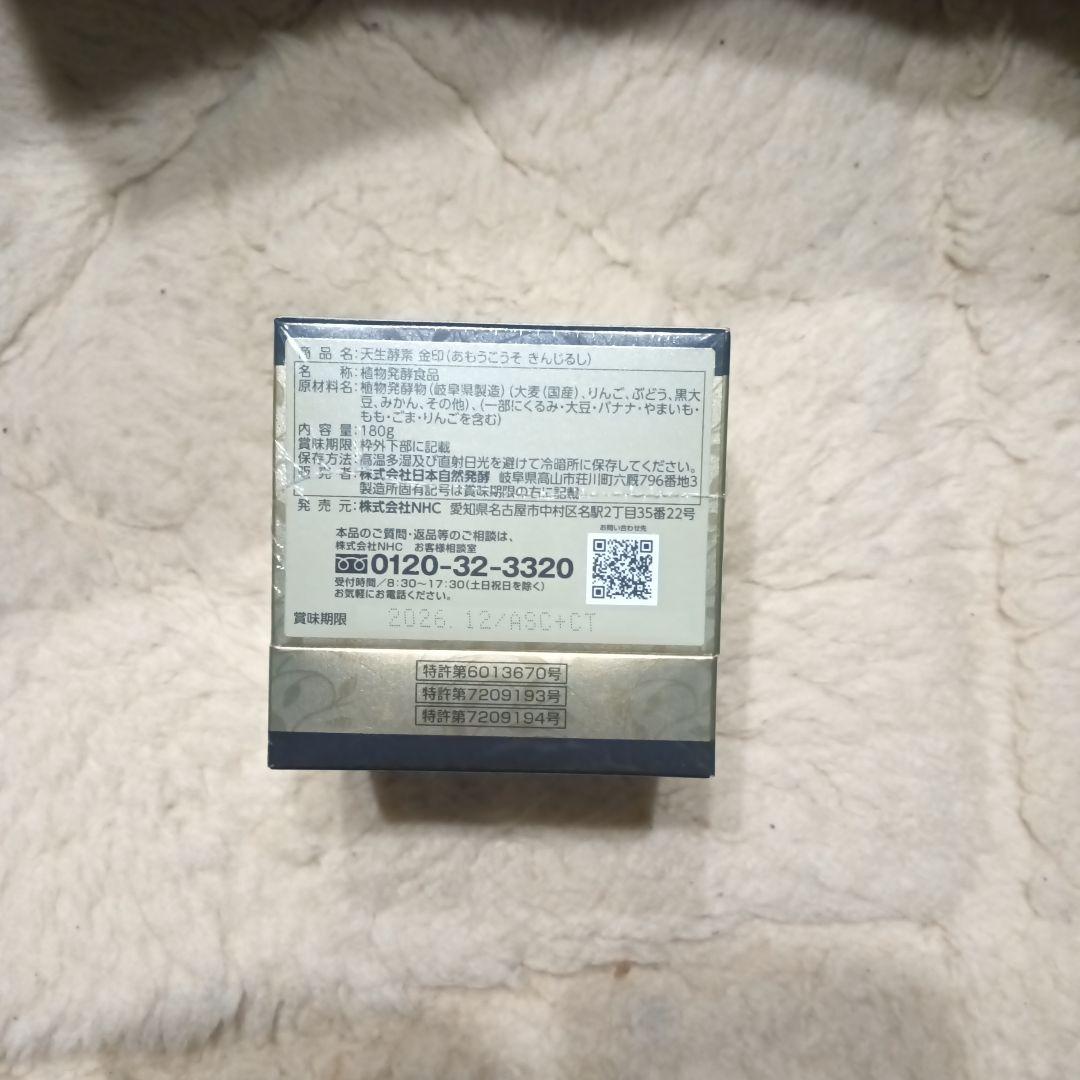 商品名:天生酵素 金印(あもうこうそ きんじるし)
名称:植物発酵食品
原材料名:植物発酵物(岐阜県製造)(大麦(国産)、りんご、ぶどう、黒大
豆、みかん、その他)、(一部にくるみ・大豆・バナナ・やまいも・
もも・ごま・りんごを含む)
内容量:180g
賞味期限:枠外下部に記載
保存方法:高温多湿及び直射日光を避けて冷暗所に保存してください。
販売者:株式会社日本自然発酵 岐阜県高山市荘川町六厩796番地3
製造所固有記号は賞味期限の右に記載
発売元:株式会社NHC 愛知県名古屋市中村区名駅2丁目35番22号
本品のご質問・返品等のご相談は、
株式会社NHC お客様相談室
0120-32-3320
受付時間/8:30〜17:30(土日祝日を除く)
お気軽にお電話ください。
お問い合わせ先
賞味期限 2026.12/ASC+CT
特許第6013670号
特許第7209193号
特許第7209194号